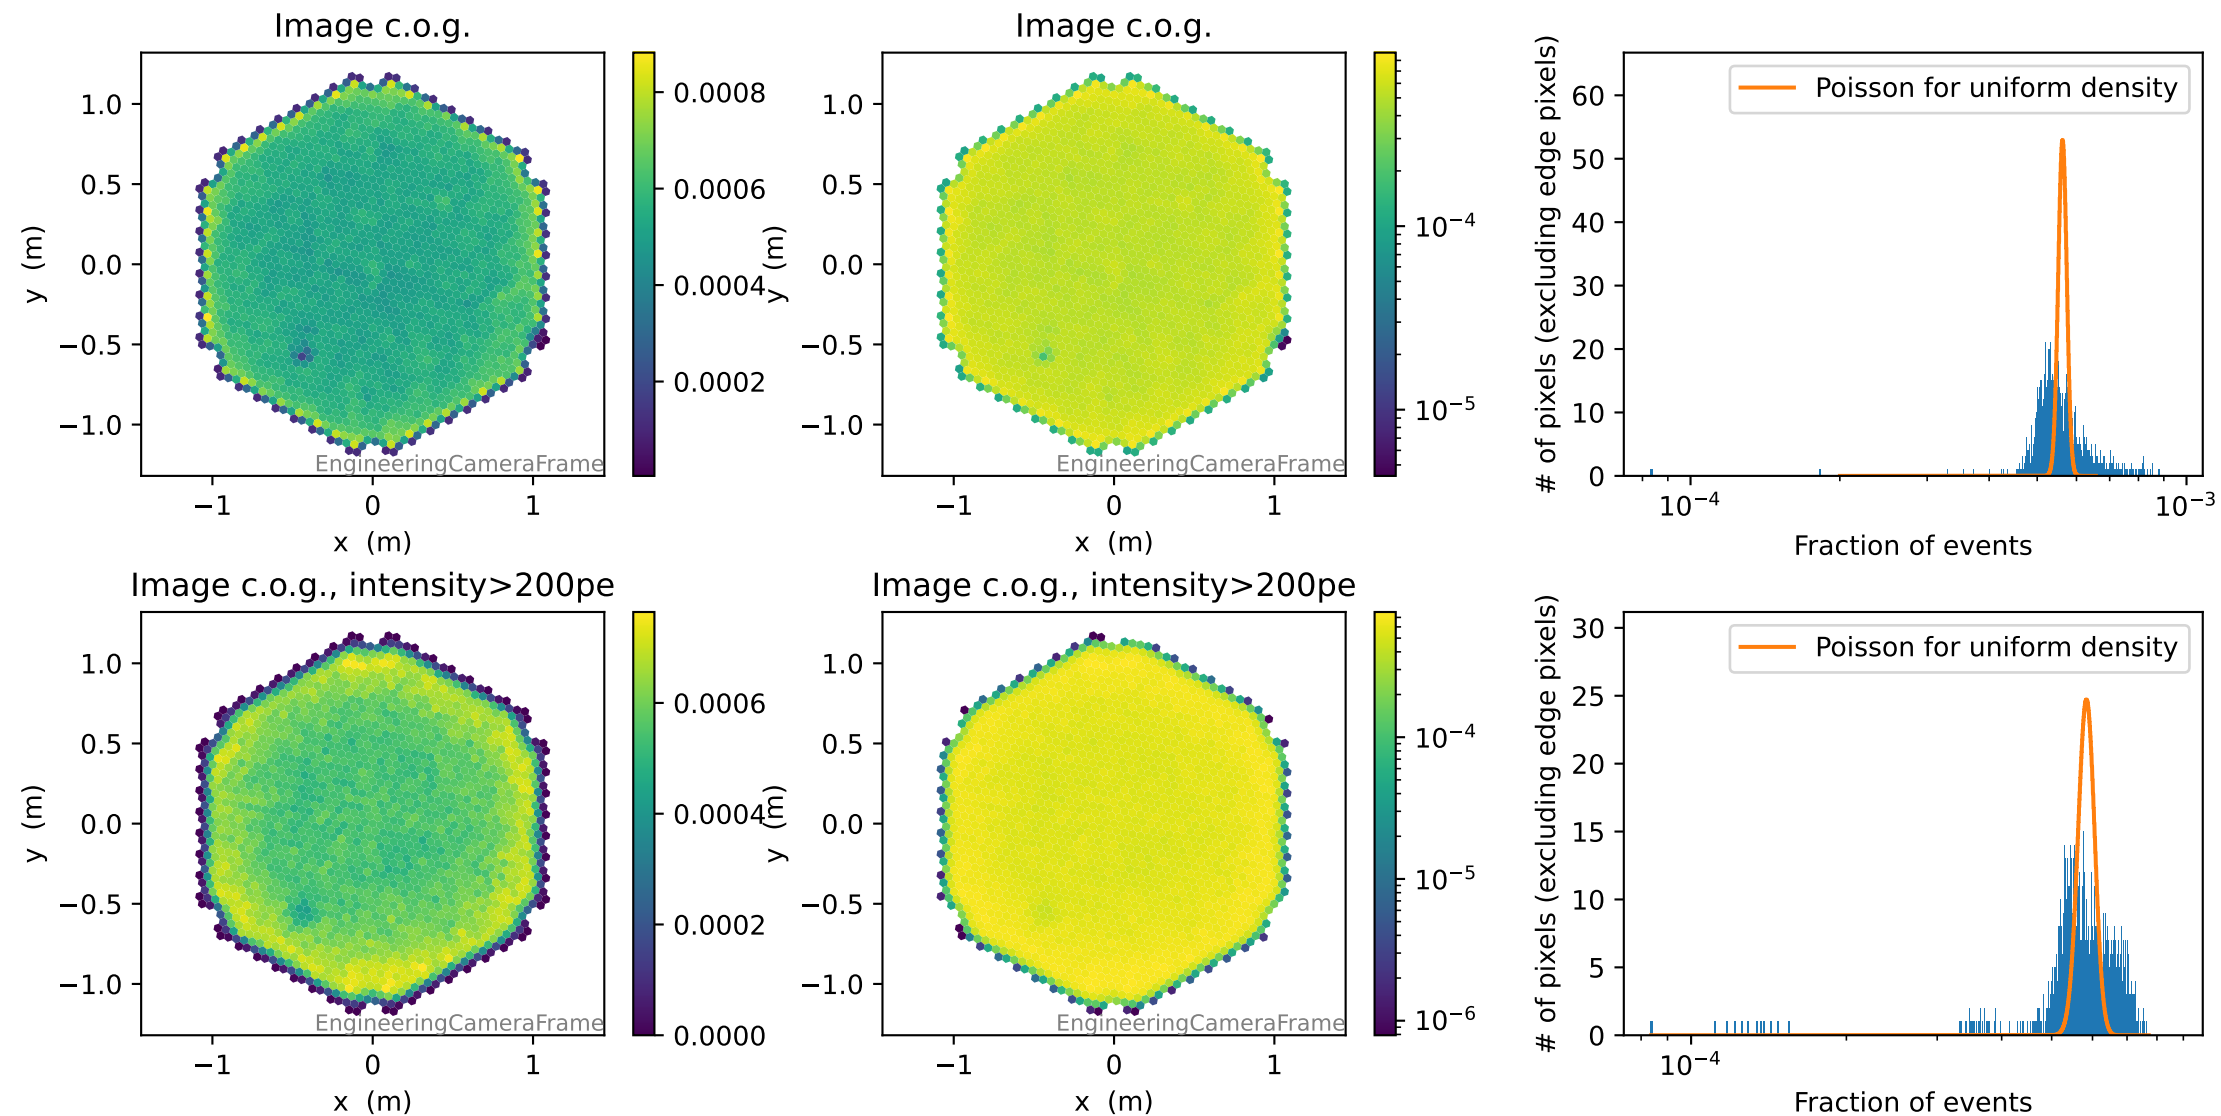 Image c.o.g.
1.0
0.5
0.0
−0.5
−1.0
y (m)
−1
0
1
x (m)
EngineeringCameraFrame
0.0008
0.0006
0.0004
0.0002
Image c.o.g.
1.0
0.5
0.0
−0.5
−1.0
y (m)
−1
0
1
x (m)
EngineeringCameraFrame
10⁻⁴
10⁻⁵
# of pixels (excluding edge pixels)
60
50
40
30
20
10
0
Poisson for uniform density
10⁻⁴
10⁻³
Fraction of events
Image c.o.g., intensity>200pe
1.0
0.5
0.0
−0.5
−1.0
y (m)
−1
0
1
x (m)
EngineeringCameraFrame
0.0006
0.0004
0.0002
0.0000
Image c.o.g., intensity>200pe
1.0
0.5
0.0
−0.5
−1.0
y (m)
−1
0
1
x (m)
EngineeringCameraFrame
10⁻⁴
10⁻⁵
10⁻⁶
# of pixels (excluding edge pixels)
30
25
20
15
10
5
0
Poisson for uniform density
10⁻⁴
Fraction of events